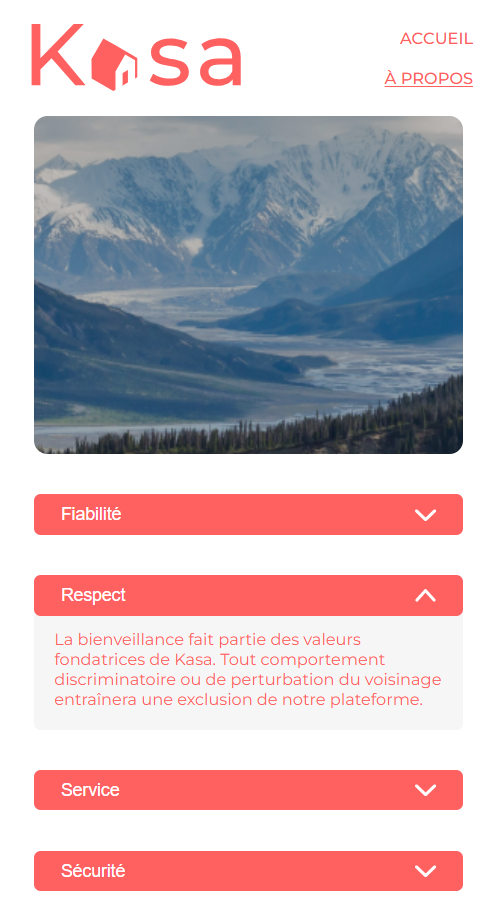 Kasa
ACCUEIL
À PROPOS
Fiabilité
Respect
La bienveillance fait partie des valeurs
fondatrices de Kasa. Tout comportement
discriminatoire ou de perturbation du voisinage
entraînera une exclusion de notre plateforme.
Service
Sécurité